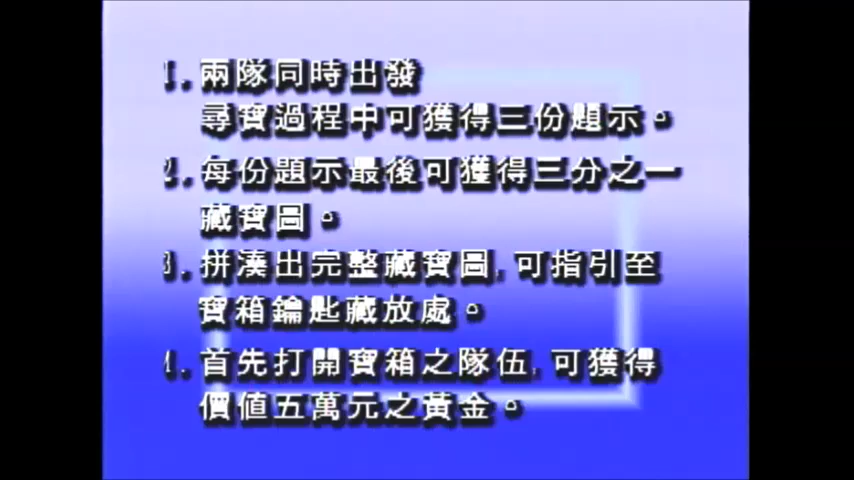 1.兩隊同時出發
尋寶過程中可獲得三份題示。
2.每份題示最後可獲得三分之一
藏寶圖。
3.拼湊出完整藏寶圖,可指引至
寶箱鑰匙藏放處。
4.首先打開寶箱之隊伍,可獲得
價值五萬元之黃金。